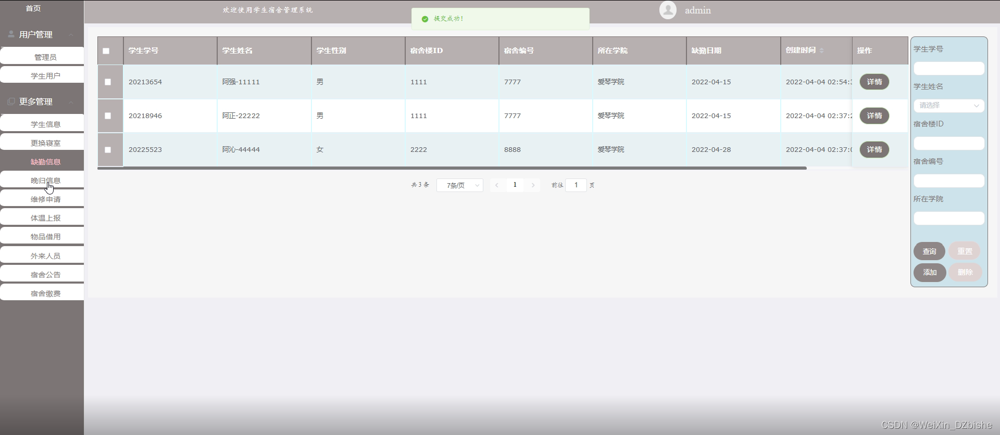 首页
欢迎使用学生宿舍管理系统
提交成功！
admin
用户管理
管理员
学生用户
更多管理
学生信息
更换寝室
缺勤信息
晚归信息
维修申请
体温上报
物品借用
外来人员
宿舍公告
宿舍缴费
学生学号 学生姓名 学生性别 宿舍楼ID 宿舍编号 所在学院 缺勤日期 创建时间 操作
20213654 阿强-11111 男 1111 7777 爱琴学院 2022-04-15 2022-04-04 02:54: 详情
20218946 阿正-22222 男 1111 7777 爱琴学院 2022-04-15 2022-04-04 02:37: 详情
20225523 阿沁-44444 女 2222 8888 爱琴学院 2022-04-28 2022-04-04 02:37: 详情
共 3 条 7条/页 1 前往 1 页
学生学号
学生姓名
请选择
宿舍楼ID
宿舍编号
所在学院
查询 重置
添加 删除
CSDN @WeiXin_DZbishe